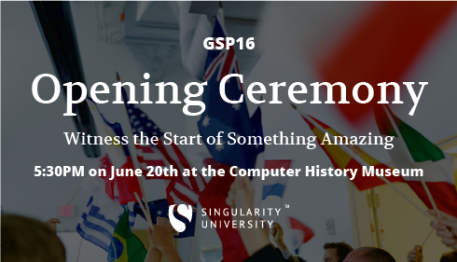 GSP16
Opening Ceremony
Witness the Start of Something Amazing
5:30PM on June 20th at the Computer History Museum
SINGULARITY™
UNIVERSITY